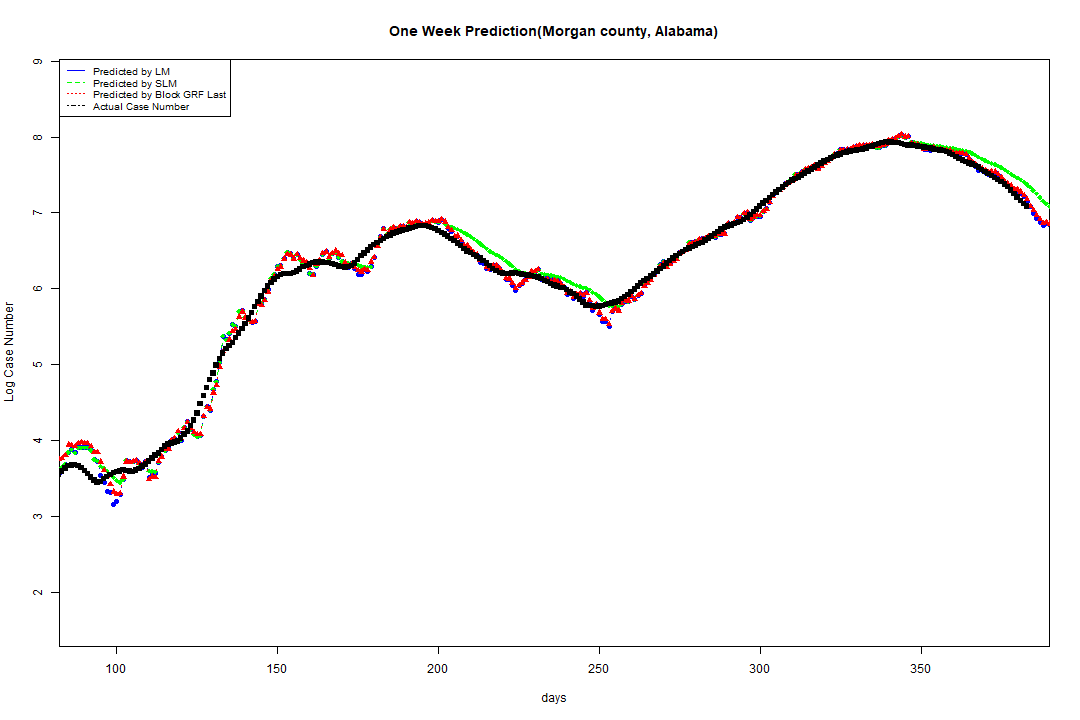 One Week Prediction(Morgan county, Alabama)
Predicted by LM
Predicted by SLM
Predicted by Block GRF Last
Actual Case Number
Log Case Number
9
8
7
6
5
4
3
2
100 150 200 250 300 350
days